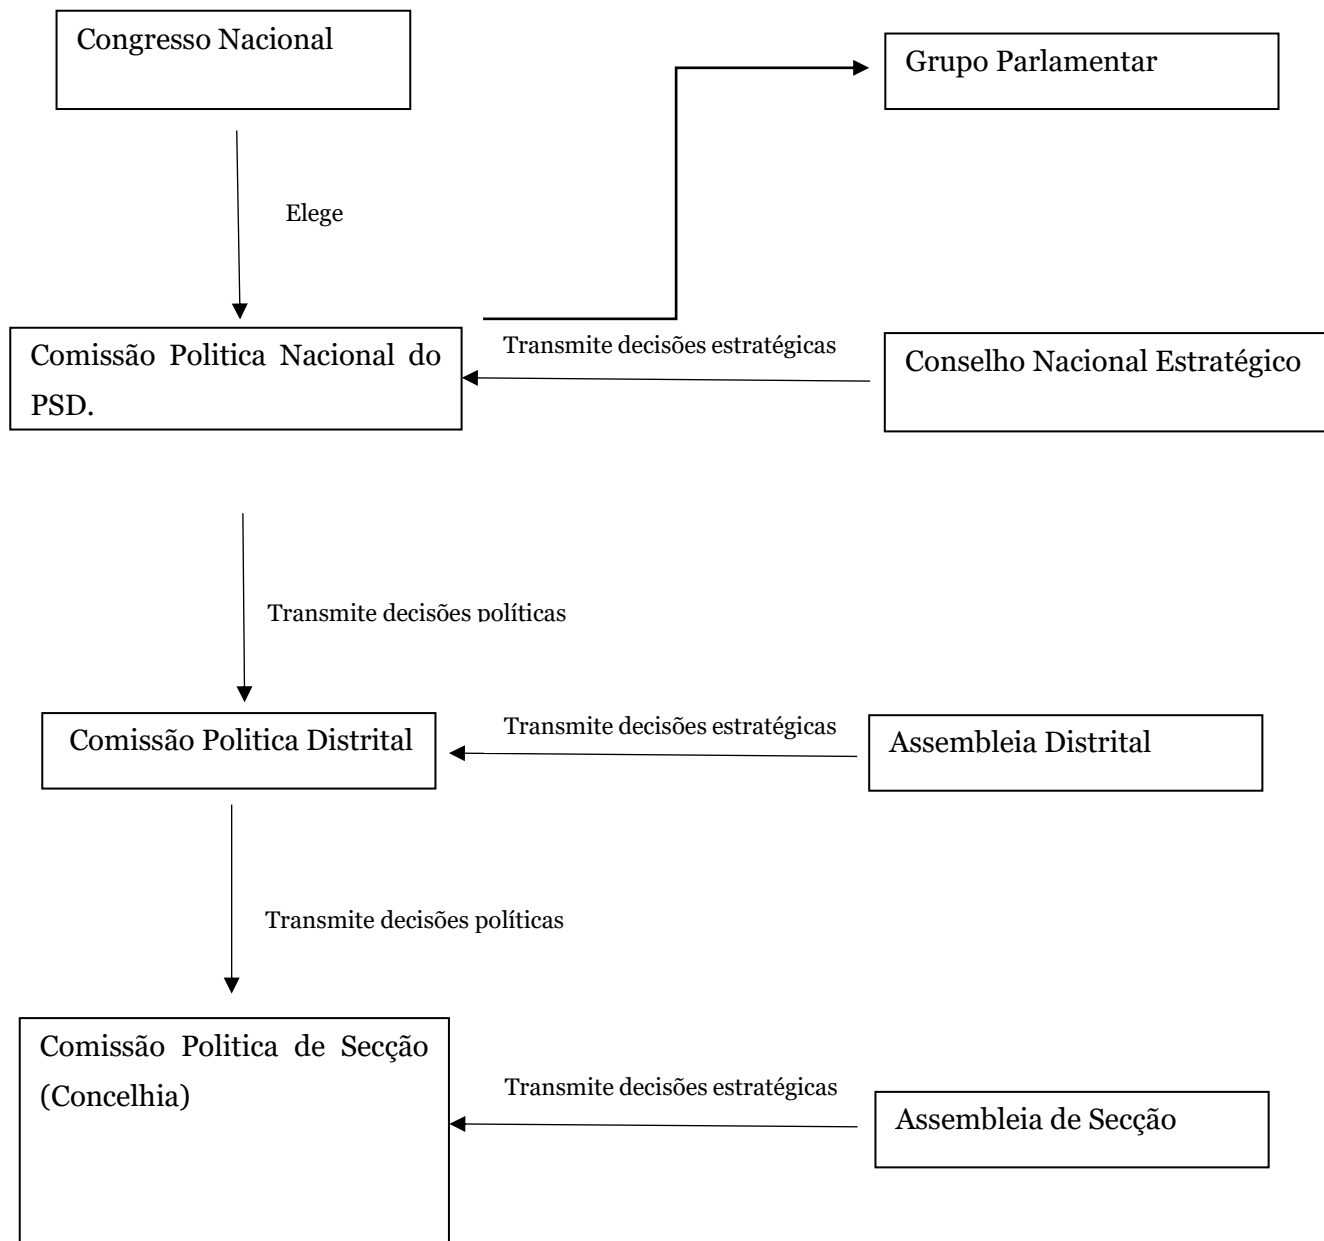 Congresso Nacional
Grupo Parlamentar
Elege
Comissão Politica Nacional do
PSD.
Transmite decisões estratégicas
Conselho Nacional Estratégico
Transmite decisões políticas
Comissão Politica Distrital
Transmite decisões estratégicas
Assembleia Distrital
Transmite decisões políticas
Comissão Politica de Secção
(Concelhia)
Transmite decisões estratégicas
Assembleia de Secção